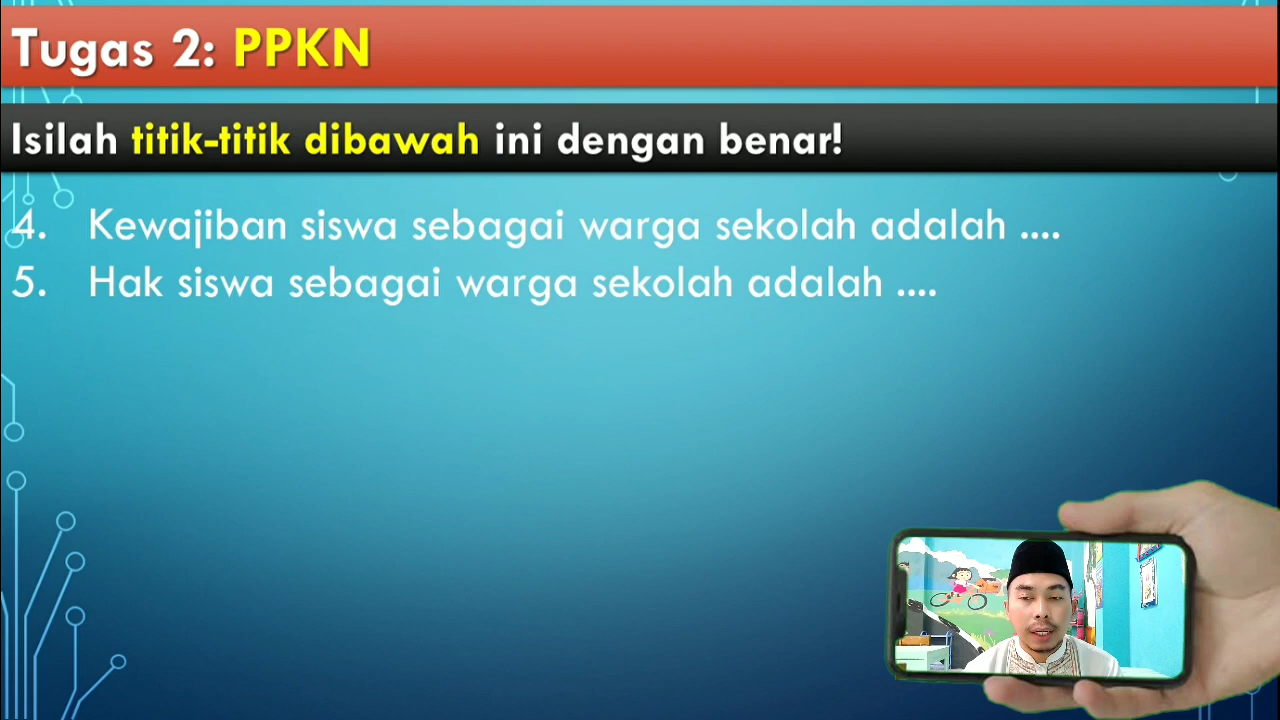 Tugas 2: PPKN
Isilah titik-titik dibawah ini dengan benar!
4. Kewajiban siswa sebagai warga sekolah adalah ....
5. Hak siswa sebagai warga sekolah adalah ....